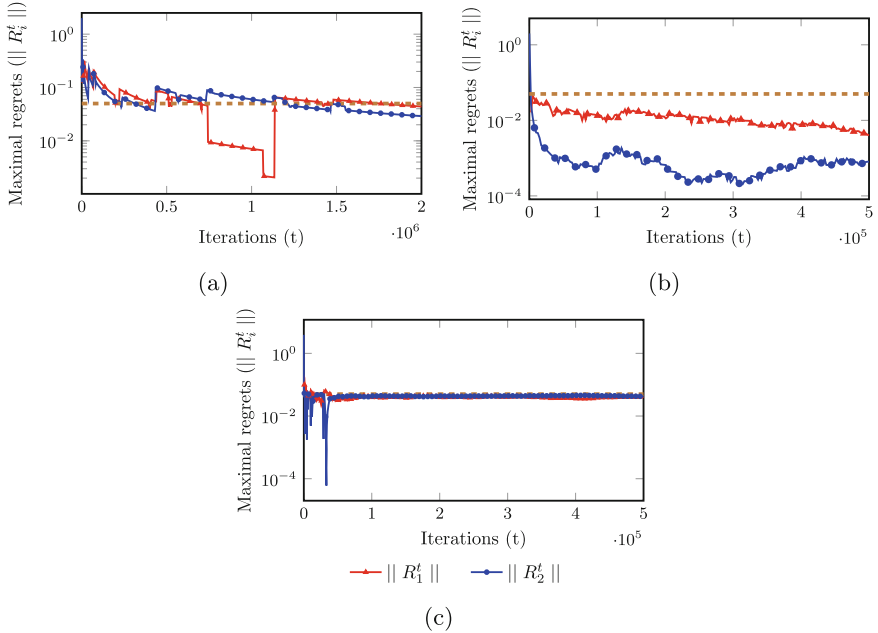 Maximal regrets (|| R_i^t ||)
10^−1
10^−2
0 0.5 1 1.5 2
Iterations (t)
·10^6
(a)
Maximal regrets (|| R_i^t ||)
10^0
10^−2
10^−4
0 1 2 3 4 5
Iterations (t)
·10^5
(b)
Maximal regrets (|| R_i^t ||)
10^0
10^−2
10^−4
0 1 2 3 4 5
Iterations (t)
·10^5
|| R_1^t || || R_2^t ||
(c)